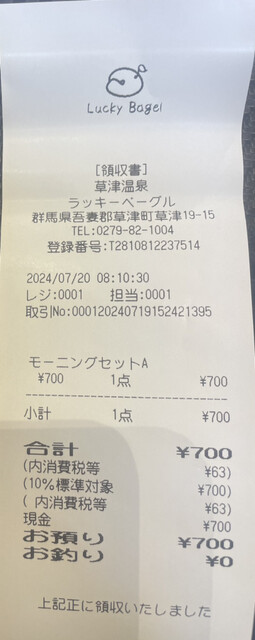 Lucky Bagel
[領収書]
草津温泉
ラッキーベーグル
群馬県吾妻郡草津町草津19-15
TEL:0279-82-1004
登録番号:T2810812237514
2024/07/20 08:10:30
レジ:0001 担当:0001
取引No:000120240719152421395
モーニングセットA
¥700 1点 ¥700
小計 1点 ¥700
合計 ¥700
(内消費税等 ¥63)
(10%標準対象 ¥700)
( 内消費税等 ¥63)
現金 ¥700
お預り ¥700
お釣り ¥0
上記正に領収いたしました